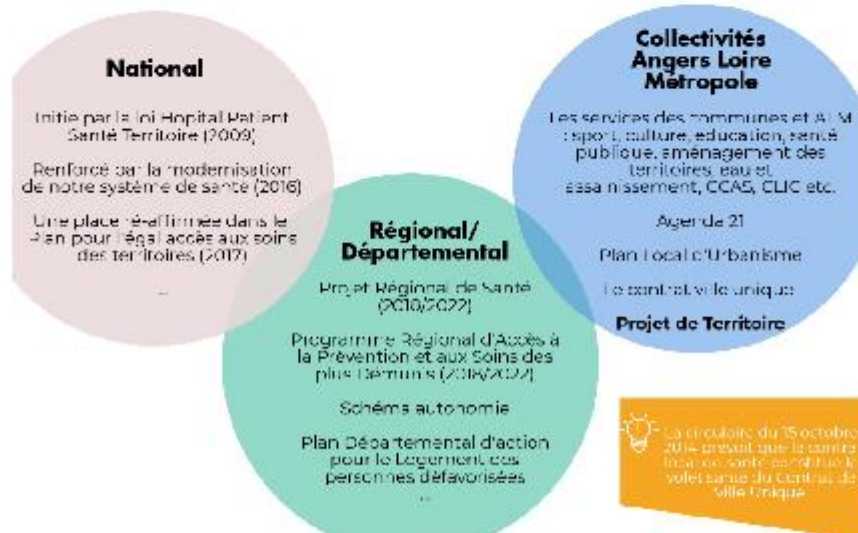 National
Initié par la loi Hôpital Patient
Santé Territoire (2009)
Renforcé par la modernisation
de notre système de santé (2016)
Une place ré-affirmée dans le
Plan pour l'égal accès aux soins
des territoires (2017)
...
Régional/
Départemental
Projet Régional de Santé
(2018/2022)
Programme Régional d'Accès à
la Prévention et aux Soins des
plus Démunis (2018/2022)
Schéma autonomie
Plan Départemental d'action
pour le Logement des
personnes défavorisées
...
Collectivités
Angers Loire
Métropole
Les services des communes et ALM
: sport, culture, éducation, santé
publique, aménagement des
territoires, eau et
assainissement, CCAS, CLIC etc.
Agenda 21
Plan Local d'Urbanisme
Le contrat ville unique
Projet de Territoire
La circulaire du 15 octobre
2014 prévoit que le contrat
local de santé constitue le
volet santé du Contrat de
Ville Unique